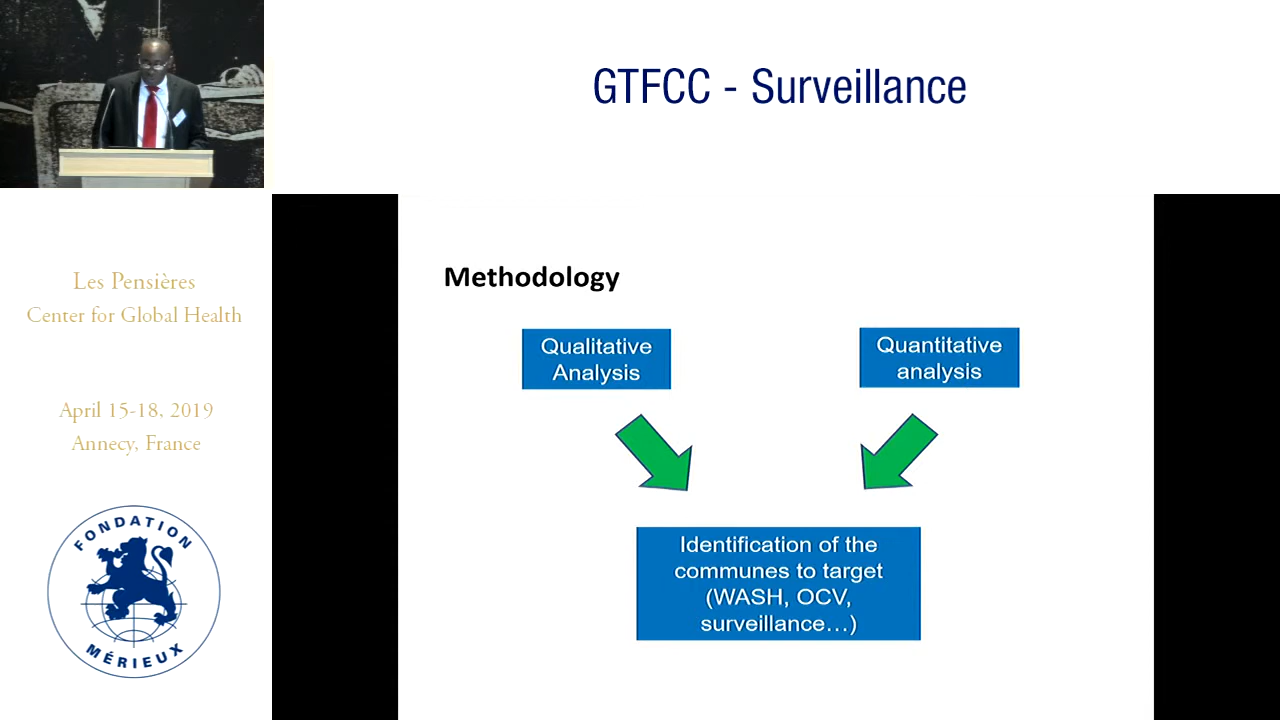 GTFCC - Surveillance
Les Pensières
Center for Global Health
April 15-18, 2019
Annecy, France
FONDATION
MÉRIEUX
Methodology
Qualitative
Analysis
Quantitative
analysis
Identification of the
communes to target
(WASH, OCV,
surveillance…)